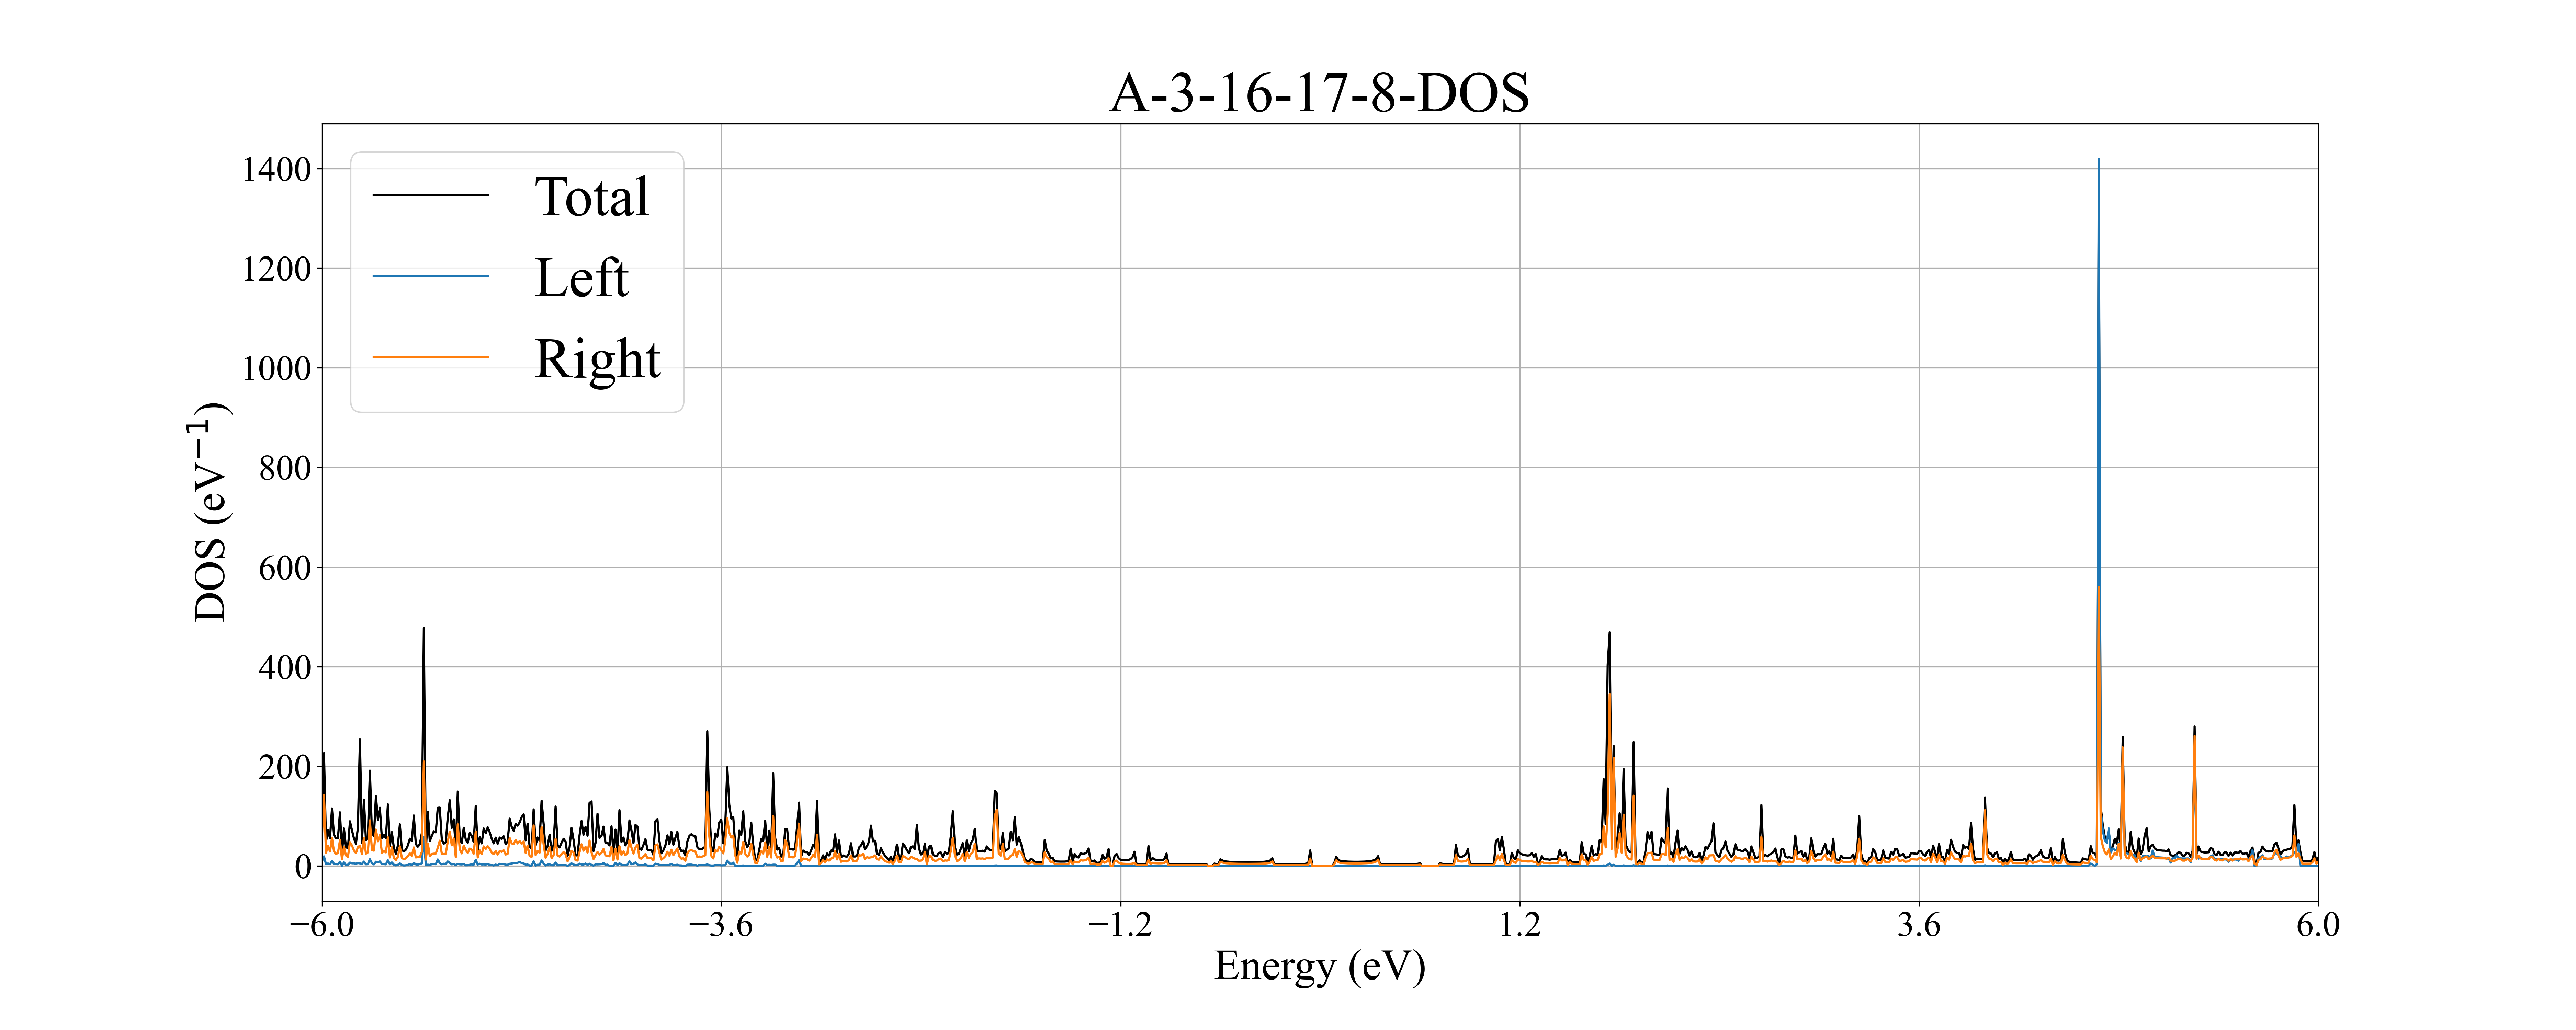 A-3-16-17-8-DOS
Total
Left
Right
1400
1200
1000
800
600
400
200
0
DOS (eV⁻¹)
−6.0 −3.6 −1.2 1.2 3.6 6.0
Energy (eV)